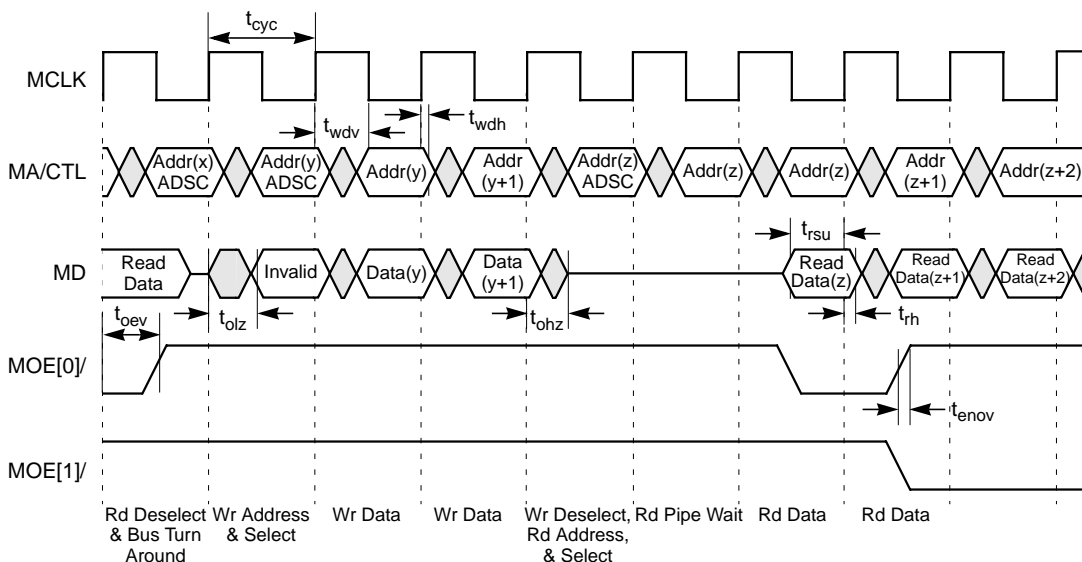 tcyc
MCLK
twdv
twdh
MA/CTL
Addr(x)
ADSC
Addr(y)
ADSC
Addr(y)
Addr
(y+1)
Addr(z)
ADSC
Addr(z)
Addr(z)
Addr
(z+1)
Addr(z+2)
trsu
MD
Read
Data
Invalid
Data(y)
Data
(y+1)
Read
Data(z)
Read
Data(z+1)
Read
Data(z+2)
toev
tolz
tohz
trh
MOE[0]/
tenov
MOE[1]/
Rd Deselect
& Bus Turn
Around
Wr Address
& Select
Wr Data
Wr Data
Wr Deselect,
Rd Address,
& Select
Rd Pipe Wait
Rd Data
Rd Data